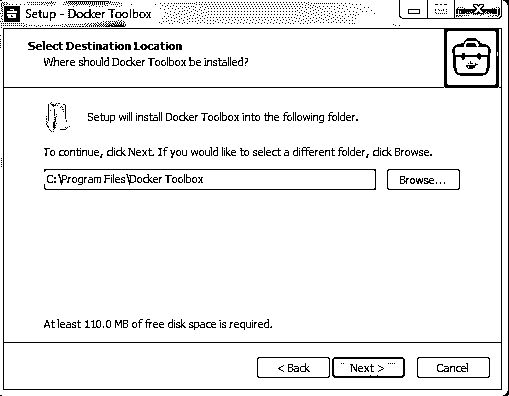 Setup - Docker Toolbox
Select Destination Location
Where should Docker Toolbox be installed?
Setup will install Docker Toolbox into the following folder.
To continue, click Next. If you would like to select a different folder, click Browse.
C:\Program Files\Docker Toolbox
Browse...
At least 110.0 MB of free disk space is required.
< Back
Next >
Cancel